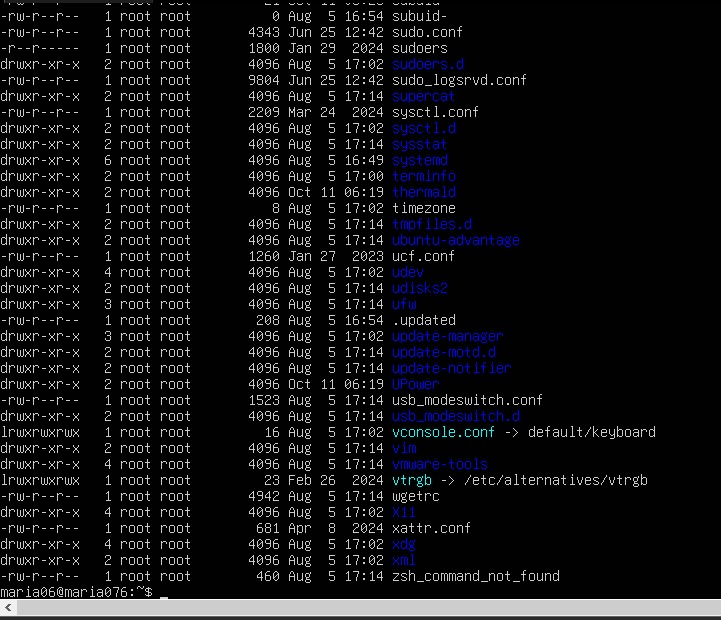 -rw-r--r-- 1 root root 0 Aug 5 16:54 subuid-
-rw-r--r-- 1 root root 4343 Jun 25 12:42 sudo.conf
-r--r----- 1 root root 1800 Jan 29 2024 sudoers
drwxr-xr-x 2 root root 4096 Aug 5 17:02 sudoers.d
-rw-r--r-- 1 root root 9804 Jun 25 12:42 sudo_logsrvd.conf
drwxr-xr-x 2 root root 4096 Aug 5 17:14 supercat
-rw-r--r-- 1 root root 2209 Mar 24 2024 sysctl.conf
drwxr-xr-x 2 root root 4096 Aug 5 17:02 sysctl.d
drwxr-xr-x 2 root root 4096 Aug 5 17:14 sysstat
drwxr-xr-x 6 root root 4096 Aug 5 16:49 systemd
drwxr-xr-x 2 root root 4096 Aug 5 17:00 terminfo
drwxr-xr-x 2 root root 4096 Oct 11 06:19 thermald
-rw-r--r-- 1 root root 8 Aug 5 17:02 timezone
drwxr-xr-x 2 root root 4096 Aug 5 17:14 tmpfiles.d
drwxr-xr-x 2 root root 4096 Aug 5 17:14 ubuntu-advantage
-rw-r--r-- 1 root root 1260 Jan 27 2023 ucf.conf
drwxr-xr-x 4 root root 4096 Aug 5 17:02 udev
drwxr-xr-x 2 root root 4096 Aug 5 17:14 udisks2
drwxr-xr-x 3 root root 4096 Aug 5 17:14 ufw
-rw-r--r-- 1 root root 208 Aug 5 16:54 .updated
drwxr-xr-x 3 root root 4096 Aug 5 17:02 update-manager
drwxr-xr-x 2 root root 4096 Aug 5 17:14 update-motd.d
drwxr-xr-x 2 root root 4096 Aug 5 17:14 update-notifier
drwxr-xr-x 2 root root 4096 Oct 11 06:19 UPower
-rw-r--r-- 1 root root 1523 Aug 5 17:14 usb_modeswitch.conf
drwxr-xr-x 2 root root 4096 Aug 5 17:14 usb_modeswitch.d
lrwxrwxrwx 1 root root 16 Aug 5 17:02 vconsole.conf -> default/keyboard
drwxr-xr-x 2 root root 4096 Aug 5 17:14 vim
drwxr-xr-x 4 root root 4096 Aug 5 17:14 vmware-tools
lrwxrwxrwx 1 root root 23 Feb 26 2024 vtrgb -> /etc/alternatives/vtrgb
-rw-r--r-- 1 root root 4942 Aug 5 17:14 wgetrc
drwxr-xr-x 4 root root 4096 Aug 5 17:02 X11
-rw-r--r-- 1 root root 681 Apr 8 2024 xattr.conf
drwxr-xr-x 4 root root 4096 Aug 5 17:02 xdg
drwxr-xr-x 2 root root 4096 Aug 5 17:02 xml
-rw-r--r-- 1 root root 460 Aug 5 17:14 zsh_command_not_found
maria06@maria076:~$ _